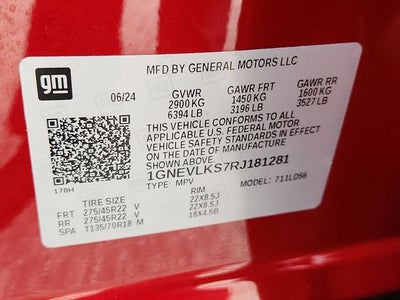 gm
MFD BY GENERAL MOTORS LLC
06/24 GVWR GAWR FRT GAWR RR
2900 KG 1450 KG 1600 KG
6394 LB 3196 LB 3527 LB
THIS VEHICLE CONFORMS TO ALL
APPLICABLE U.S. FEDERAL MOTOR
VEHICLE SAFETY STANDARDS IN EFFECT
ON THE DATE OF MANUFACTURE
SHOWN ABOVE.
1GNEVLKS7RJ181281
170H TYPE: MPV MODEL: 711LD56
TIRE SIZE RIM
FRT 275/45R22 V 22X8.5J
RR 275/45R22 V 22X8.5J
SPA T135/70R18 M 18X4.5B